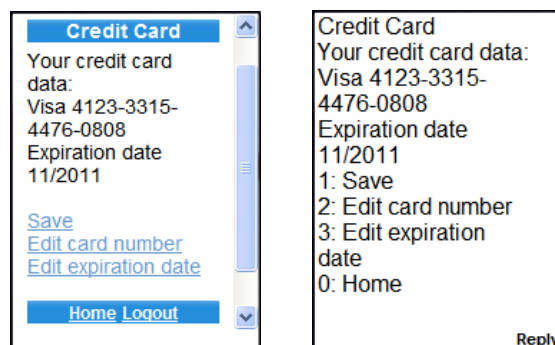 Credit Card
Your credit card
data:
Visa 4123-3315-
4476-0808
Expiration date
11/2011
Save
Edit card number
Edit expiration date
Home Logout
Credit Card
Your credit card data:
Visa 4123-3315-
4476-0808
Expiration date
11/2011
1: Save
2: Edit card number
3: Edit expiration
date
0: Home
Reply